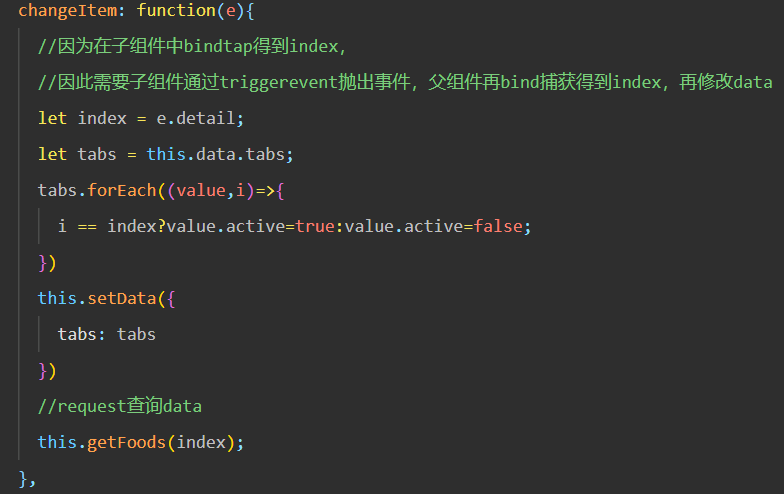 changeItem: function(e){
//因为在子组件中bindtap得到index,
//因此需要子组件通过triggerevent抛出事件，父组件再bind捕获得到index，再修改data
let index = e.detail;
let tabs = this.data.tabs;
tabs.forEach((value,i)=>{
i == index?value.active=true:value.active=false;
})
this.setData({
tabs: tabs
})
//request查询data
this.getFoods(index);
},